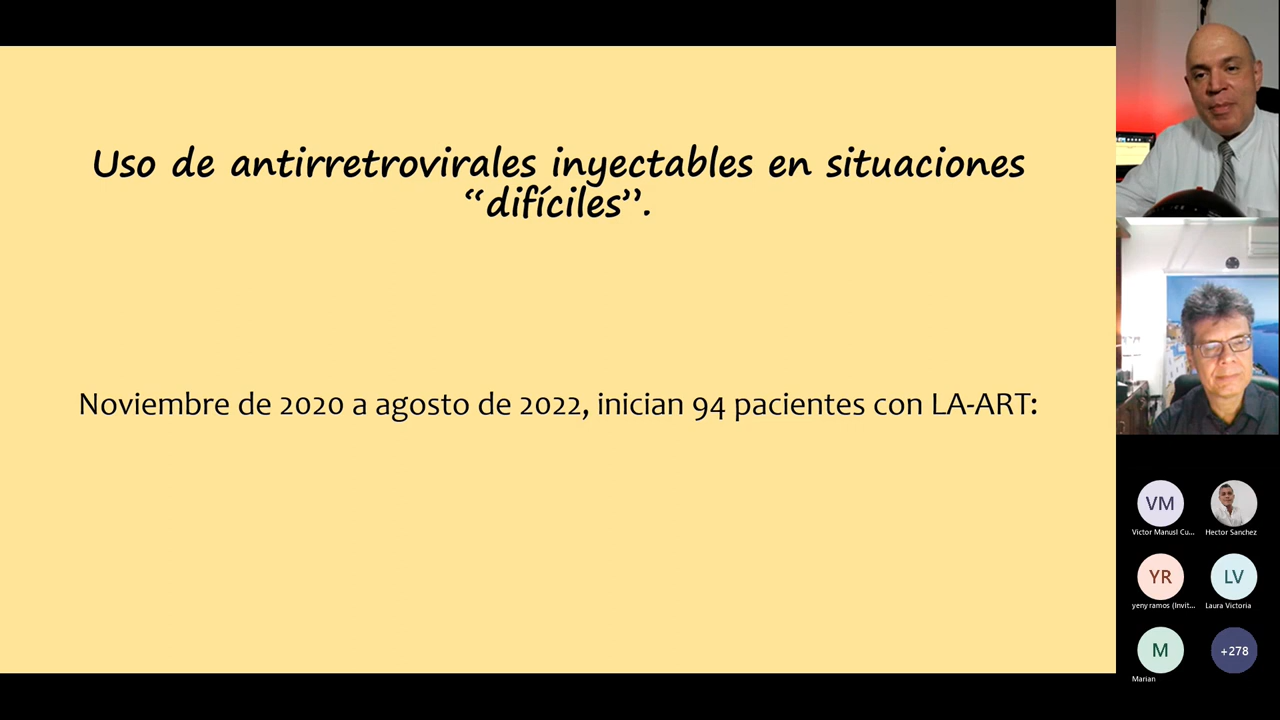 Uso de antirretrovirales inyectables en situaciones
“difíciles”.
Noviembre de 2020 a agosto de 2022, inician 94 pacientes con LA-ART:
VM
Victor Manusl Cu...
Hector Sanchez
YR
yeny ramos (Invit...
LV
Laura Victoria
M
Marian
+278